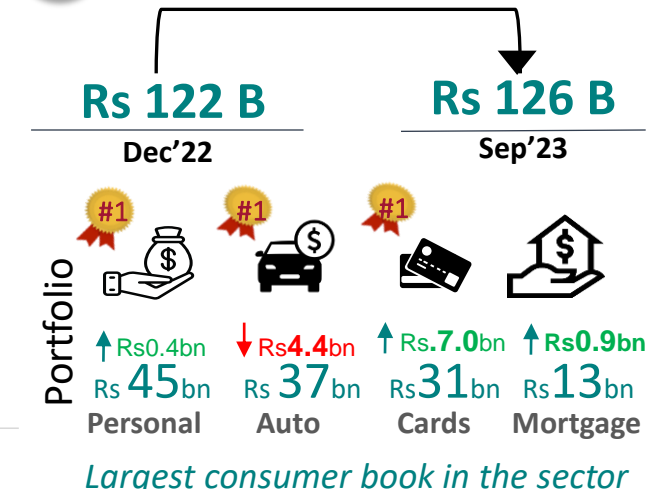 Rs 122 B
Rs 126 B
Dec’22
Sep’23
#1
#1
#1
$
$
$
Portfolio
Rs0.4bn
Rs4.4bn
Rs.7.0bn
Rs0.9bn
Rs 45bn
Rs 37bn
Rs31bn
Rs13bn
Personal
Auto
Cards
Mortgage
Largest consumer book in the sector